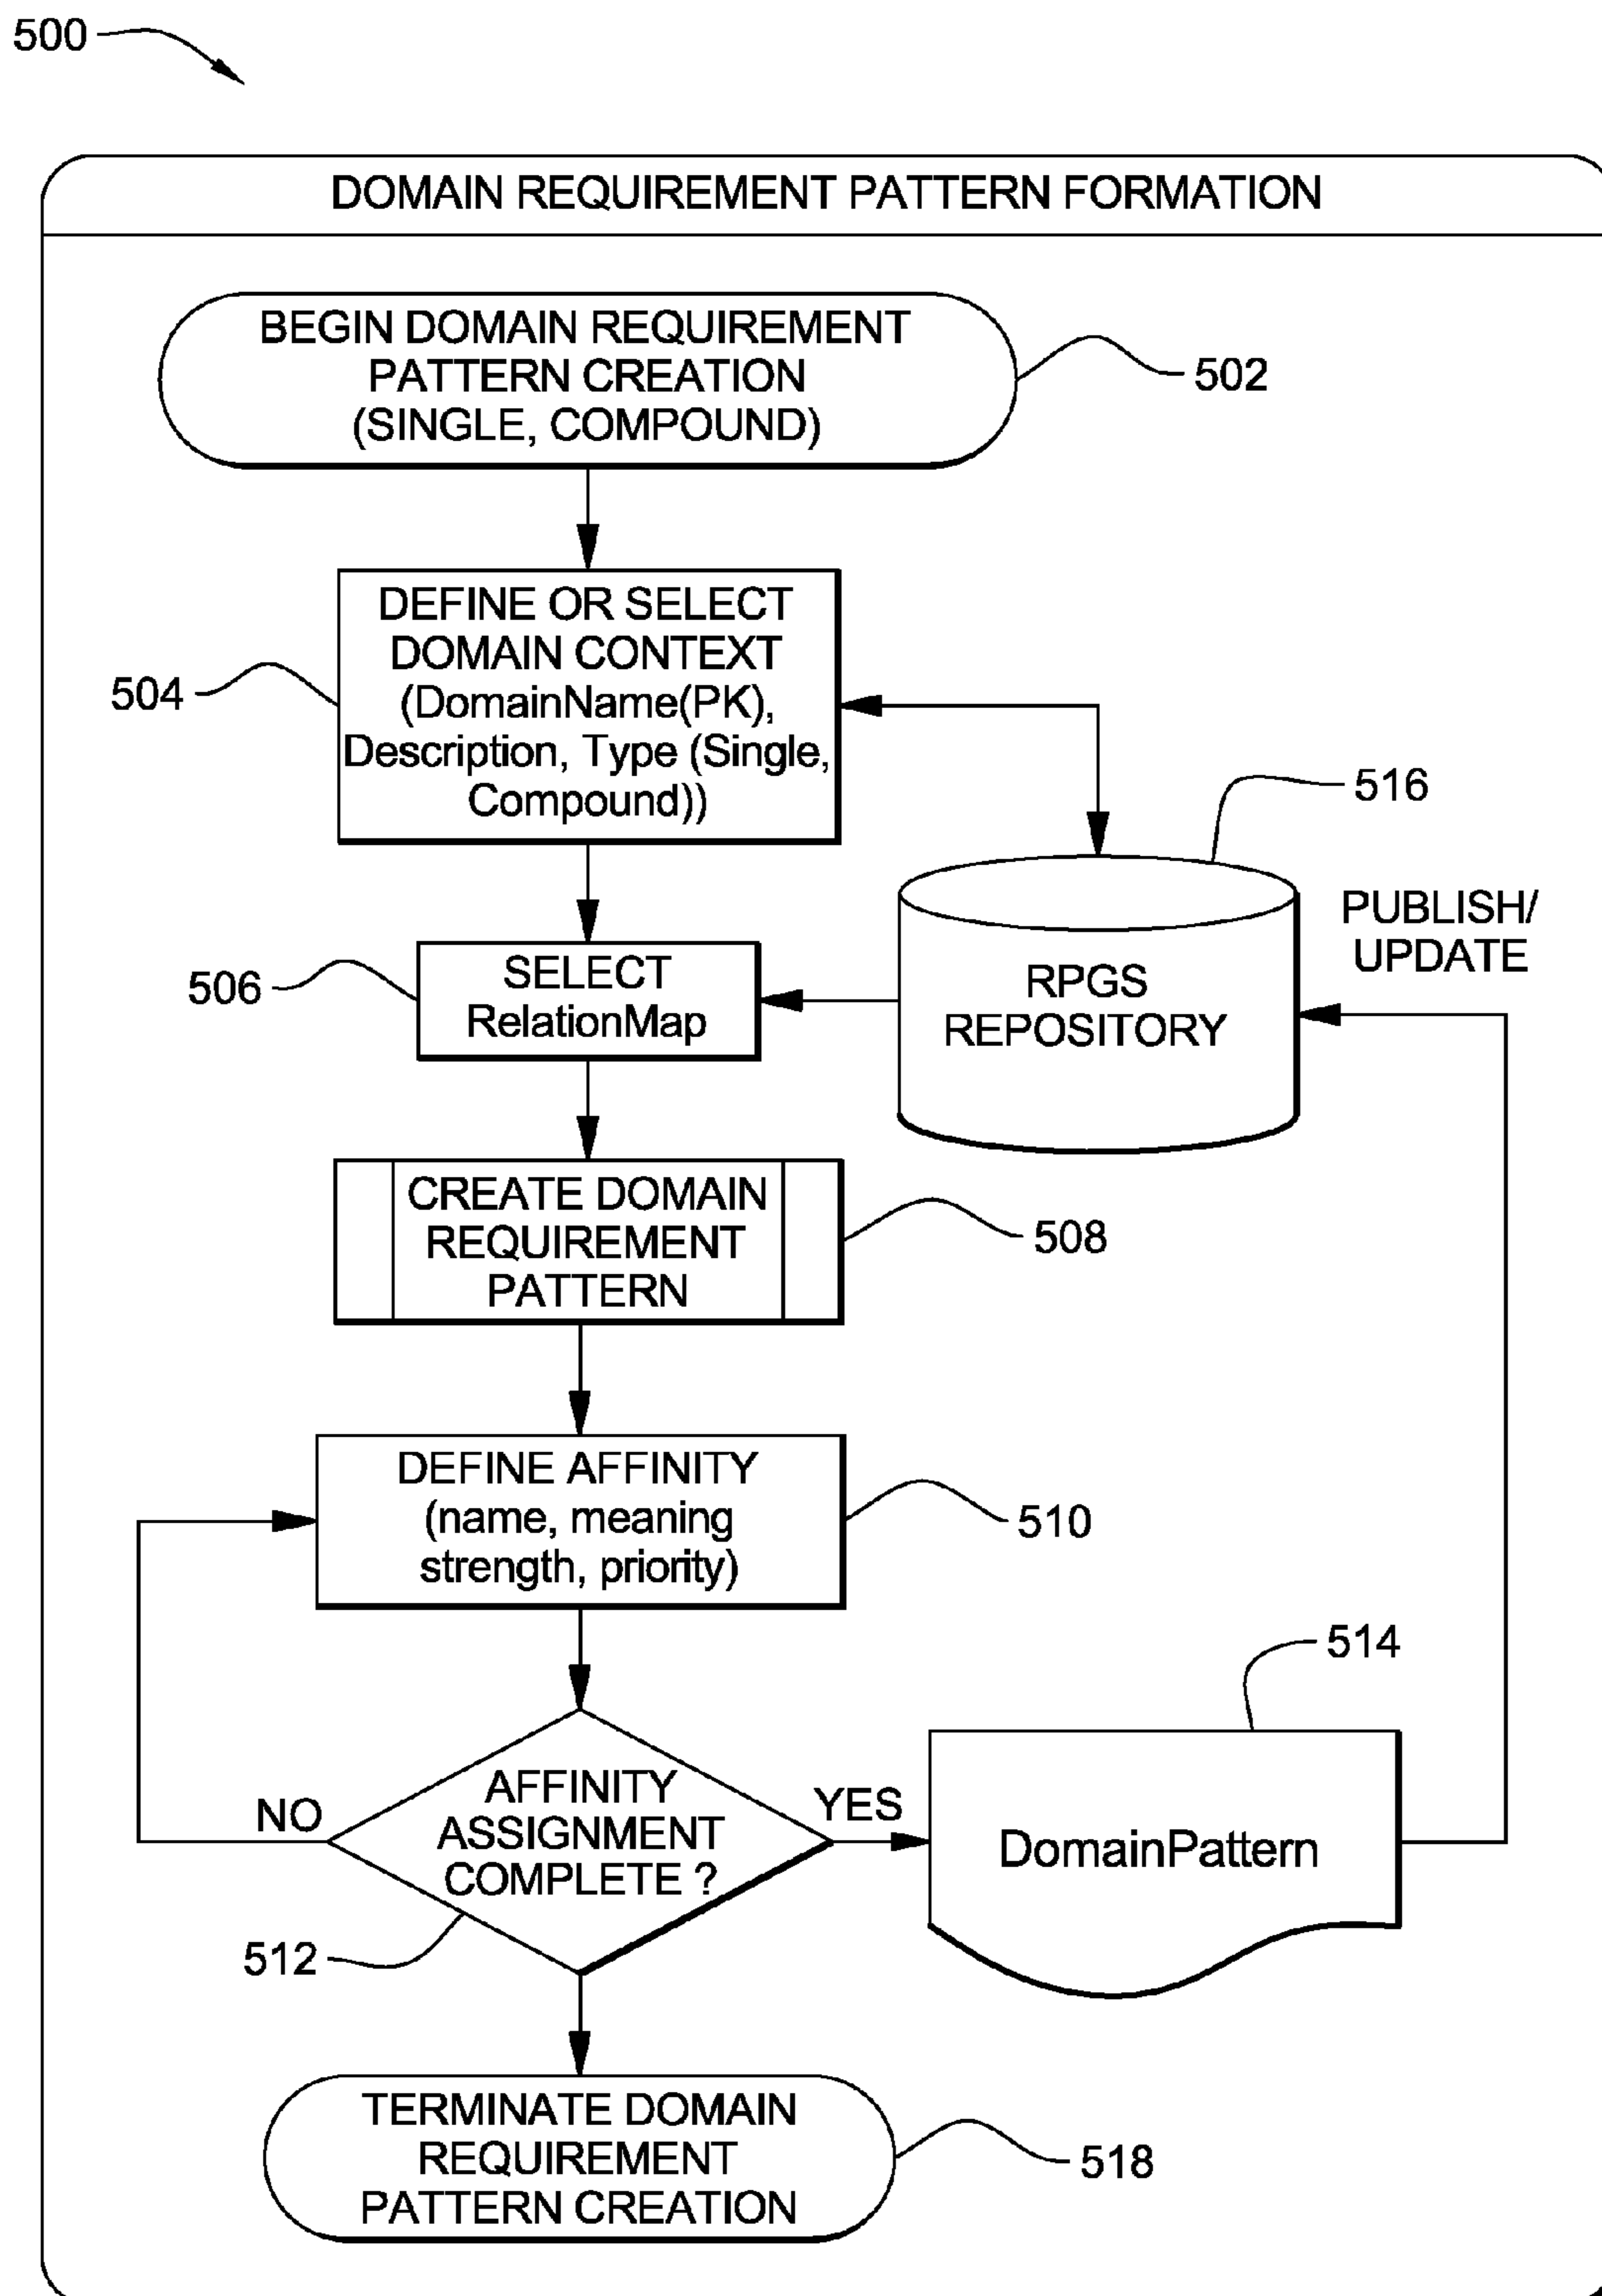 500
DOMAIN REQUIREMENT PATTERN FORMATION
BEGIN DOMAIN REQUIREMENT
PATTERN CREATION
(SINGLE, COMPOUND)
502
DEFINE OR SELECT
DOMAIN CONTEXT
(DomainName(PK),
Description, Type (Single,
Compound))
504
516
PUBLISH/
UPDATE
SELECT
RelationMap
506
RPGS
REPOSITORY
CREATE DOMAIN
REQUIREMENT
PATTERN
508
DEFINE AFFINITY
(name, meaning
strength, priority)
510
514
AFFINITY
ASSIGNMENT
COMPLETE ?
NO
YES
DomainPattern
512
TERMINATE DOMAIN
REQUIREMENT
PATTERN CREATION
518